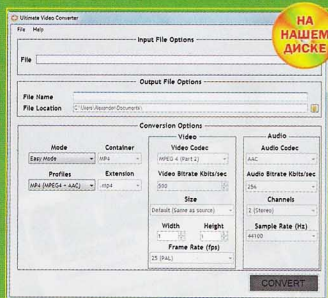 Ultimate Video Converter
НА
НАШЕМ
ДИСКЕ
File Help
Input File Options
File
Output File Options
File Name
File Location C:\Users\Alexander\Documents\
Conversion Options
Video
Audio
Mode Container Video Codec Audio Codec
Easy Mode MP4 MPEG 4 (Part 2) AAC
Profiles Extension Video Bitrate Kbits/sec Audio Bitrate Kbits/sec
MP4 (MPEG4 + AAC) .mp4 500 256
Size Channels
Default (Same as source) 2 (Stereo)
Width Height Sample Rate (Hz)
1 1 44100
Frame Rate (fps)
25 (PAL)
CONVERT